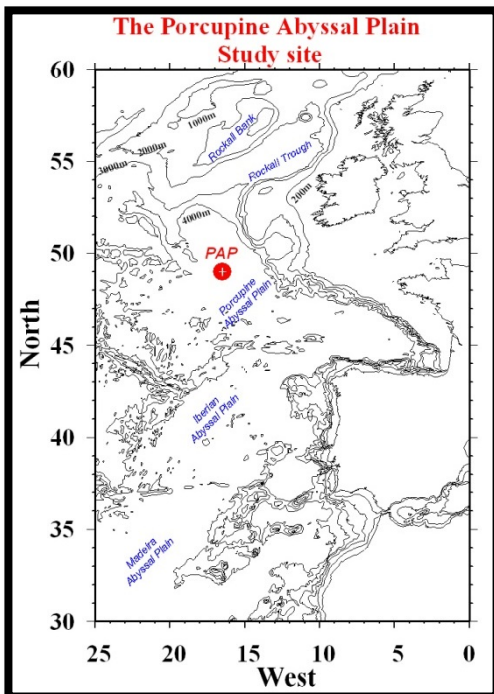 The Porcupine Abyssal Plain
Study site
60
1000m
Rockall Bank
2000m
3000m
Rockall Trough
55
200m
4000m
50
PAP
Porcupine
Abyssal Plain
North
45
Iberian
Abyssal Plain
40
35
Madeira
Abyssal Plain
30
25
20
15
10
5
0
West